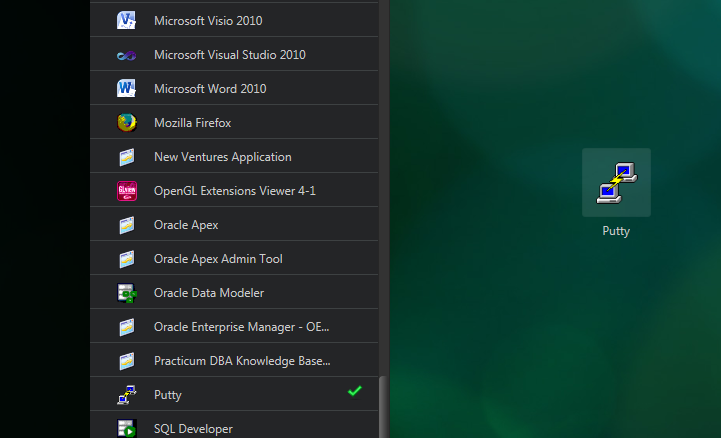 Microsoft Visio 2010
Microsoft Visual Studio 2010
Microsoft Word 2010
Mozilla Firefox
New Ventures Application
OpenGL Extensions Viewer 4-1
Oracle Apex
Oracle Apex Admin Tool
Oracle Data Modeler
Oracle Enterprise Manager - OE...
Practicum DBA Knowledge Base...
Putty
SQL Developer
Putty